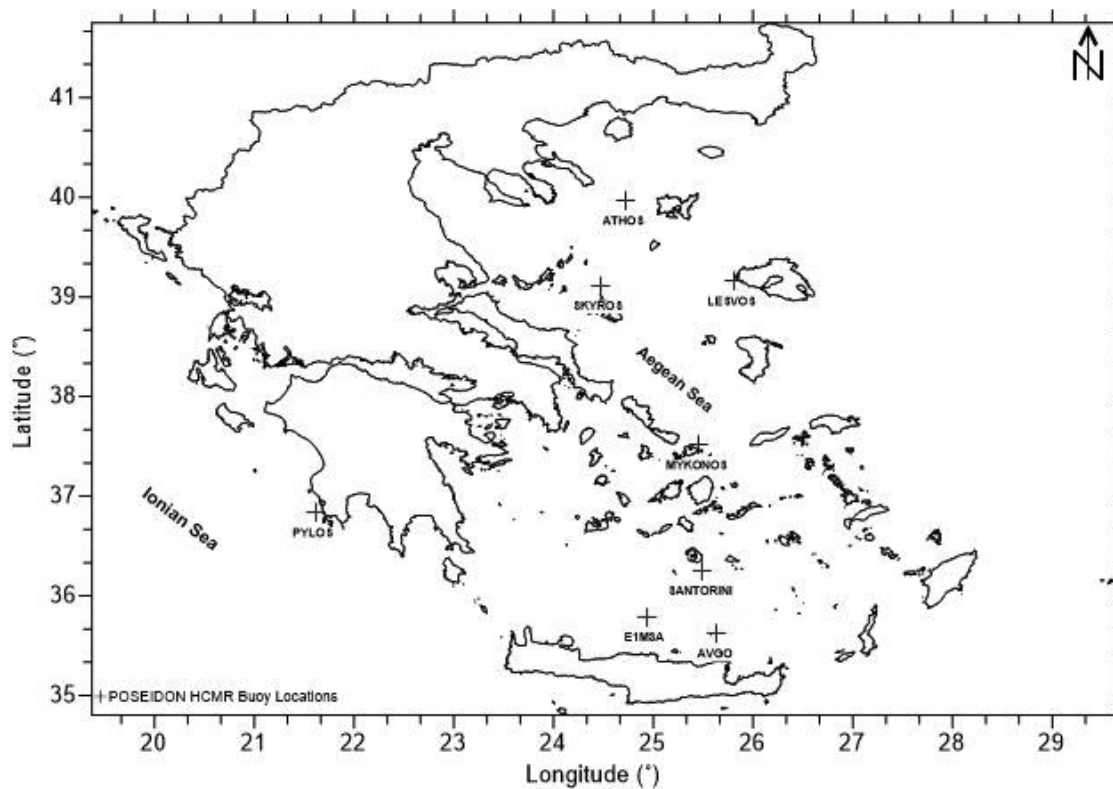 N
41
40
39
38
37
36
35
Latitude (°)
ATHOS
SKYROS
LESVOS
Aegean Sea
MYKONOS
Ionian Sea
PYLOS
SANTORINI
E1MSA
AVGO
+POSEIDON HCMR Buoy Locations
20 21 22 23 24 25 26 27 28 29
Longitude (°)